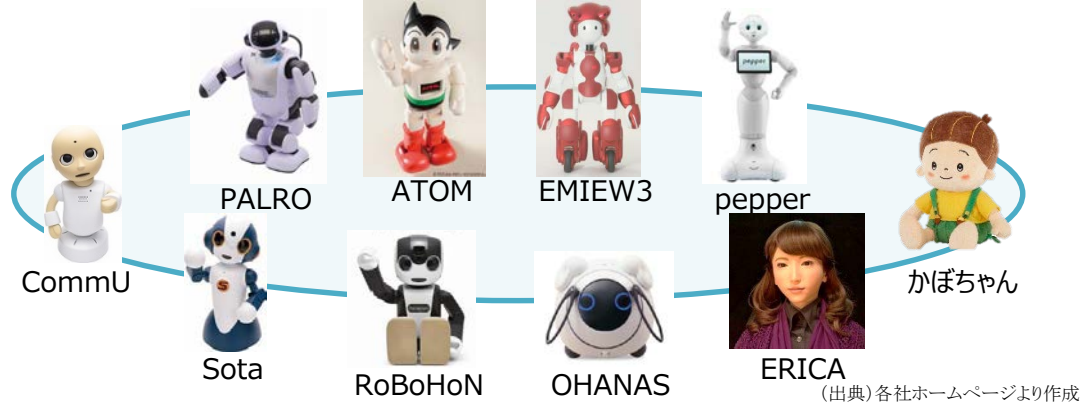 pepper
PALRO
ATOM
EMIEW3
pepper
CommU
S
かぼちゃん
Sota
RoBoHoN
OHANAS
ERICA
（出典）各社ホームページより作成